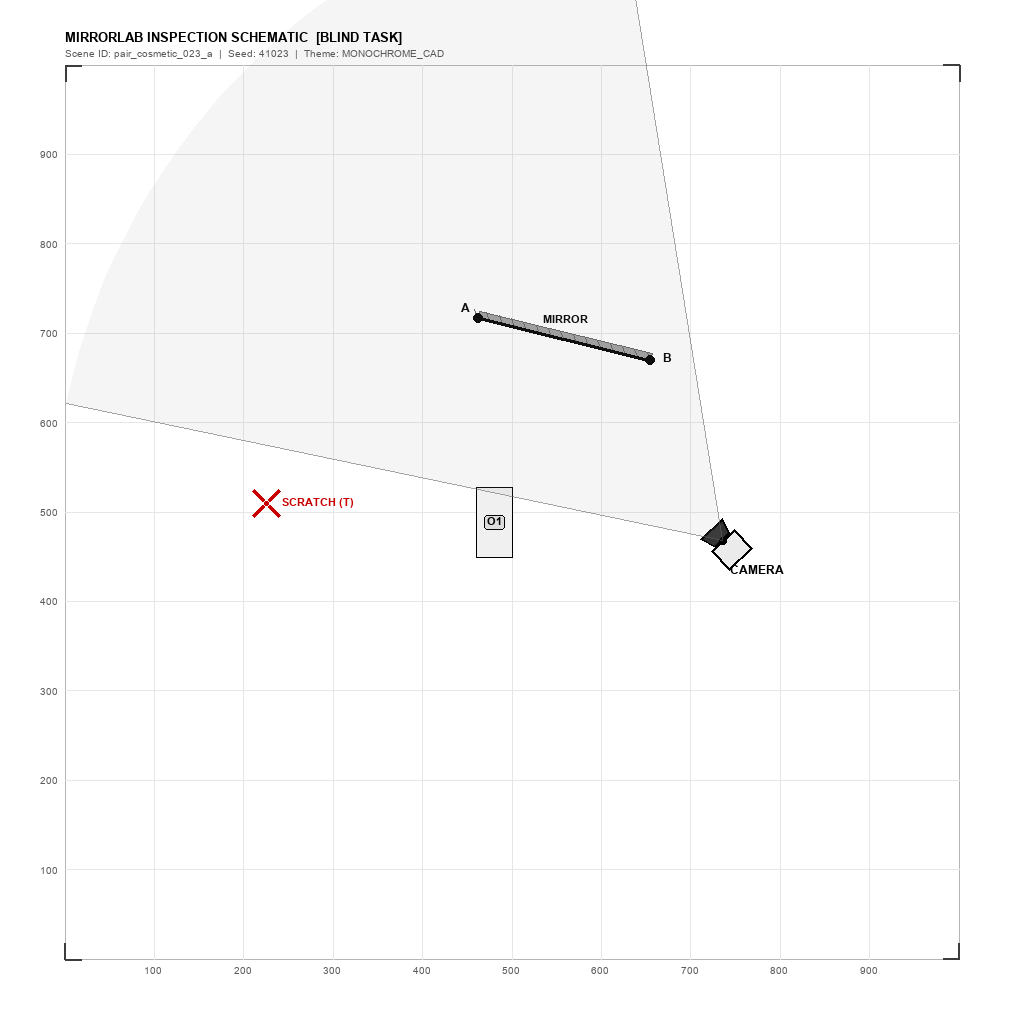 MIRRORLAB INSPECTION SCHEMATIC [BLIND TASK]
Scene ID: pair_cosmetic_023_a | Seed: 41023 | Theme: MONOCHROME_CAD
900
800
A
MIRROR
700
B
600
SCRATCH (T)
500
O1
CAMERA
400
300
200
100
100 200 300 400 500 600 700 800 900